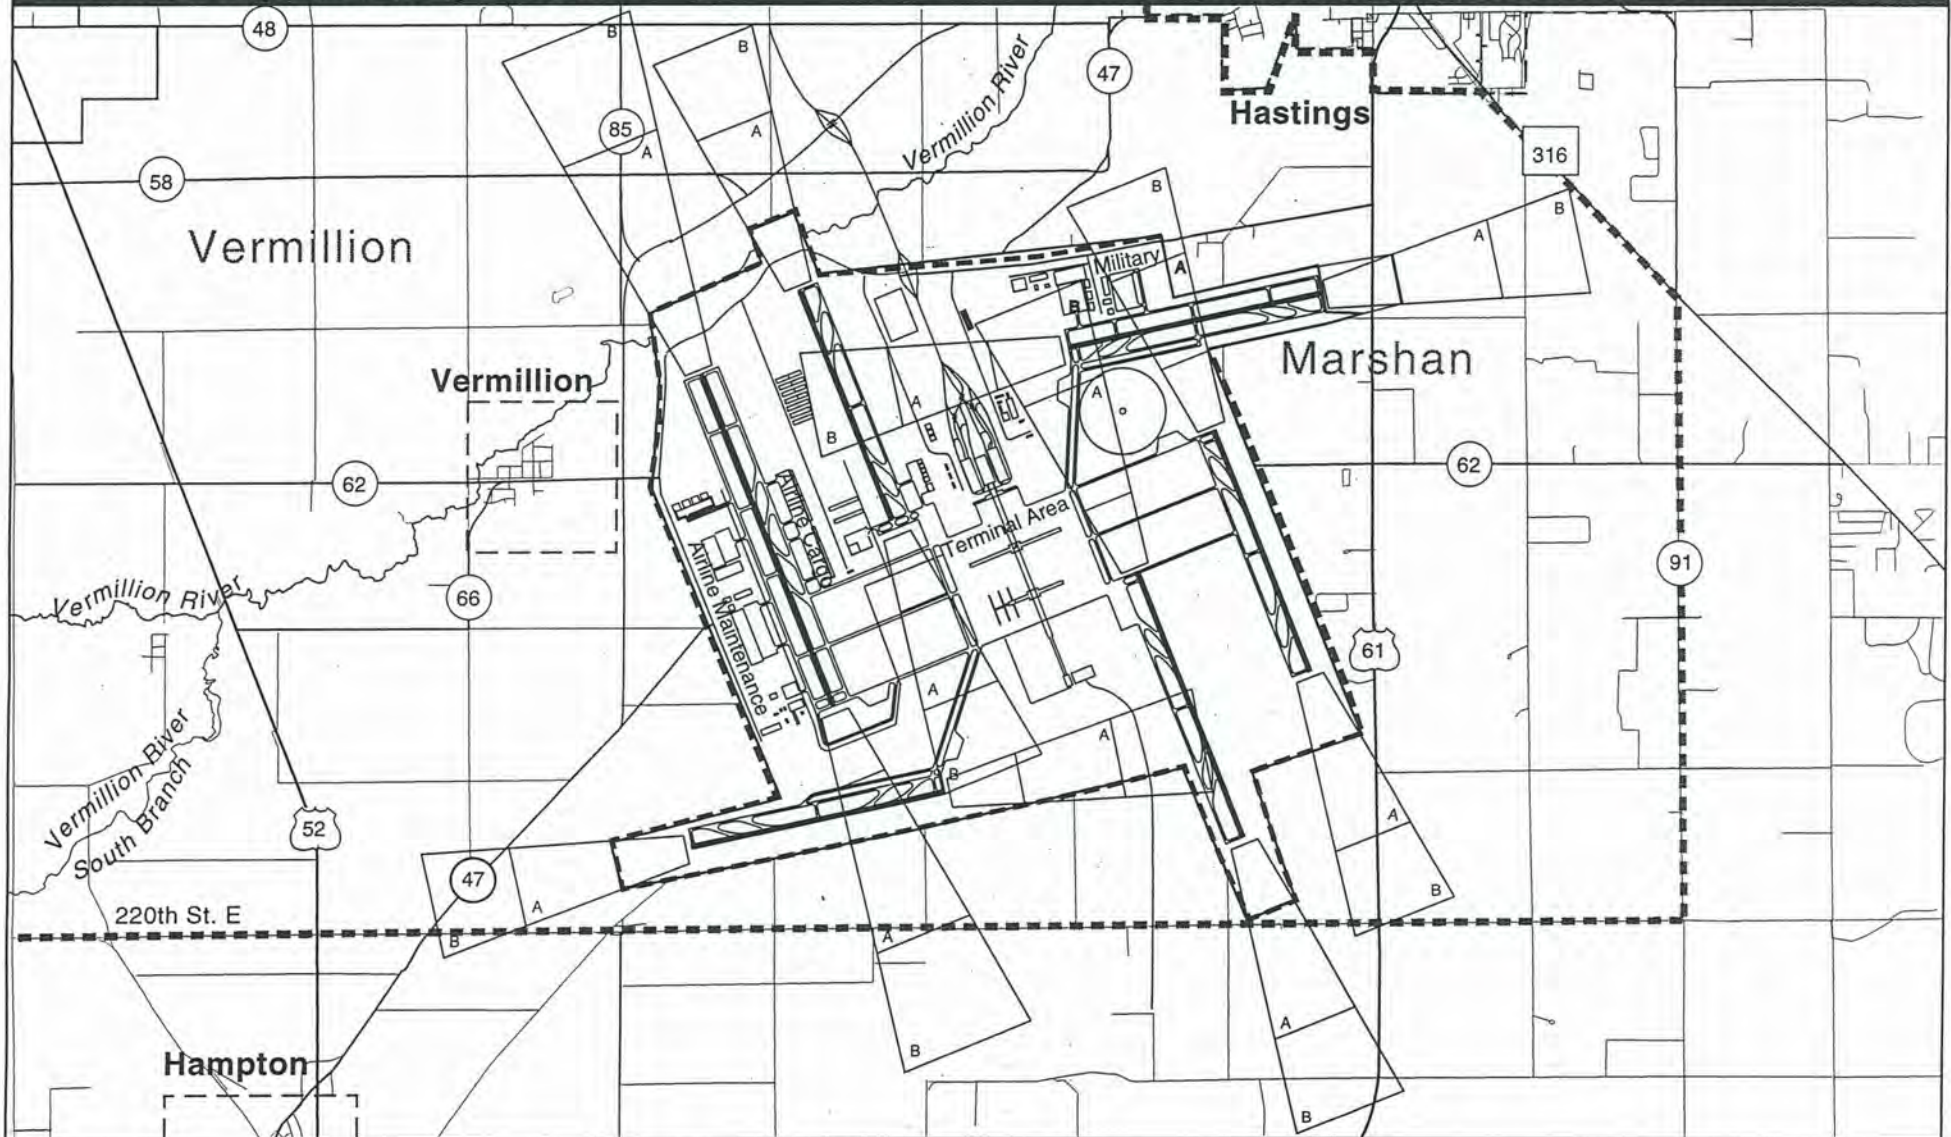 48
B
B
47
Vermillion River
Hastings
85
A
A
316
58
B
B
A
Vermillion
Military
A
B
Marshan
Vermillion
A
A
B
62
62
Airline Cargo
Terminal Area
91
Airline Maintenance
Vermillion River
66
61
A
Vermillion River
South Branch
A
B
52
A
47
B
A
220th St. E
B
A
A
B
Hampton
B